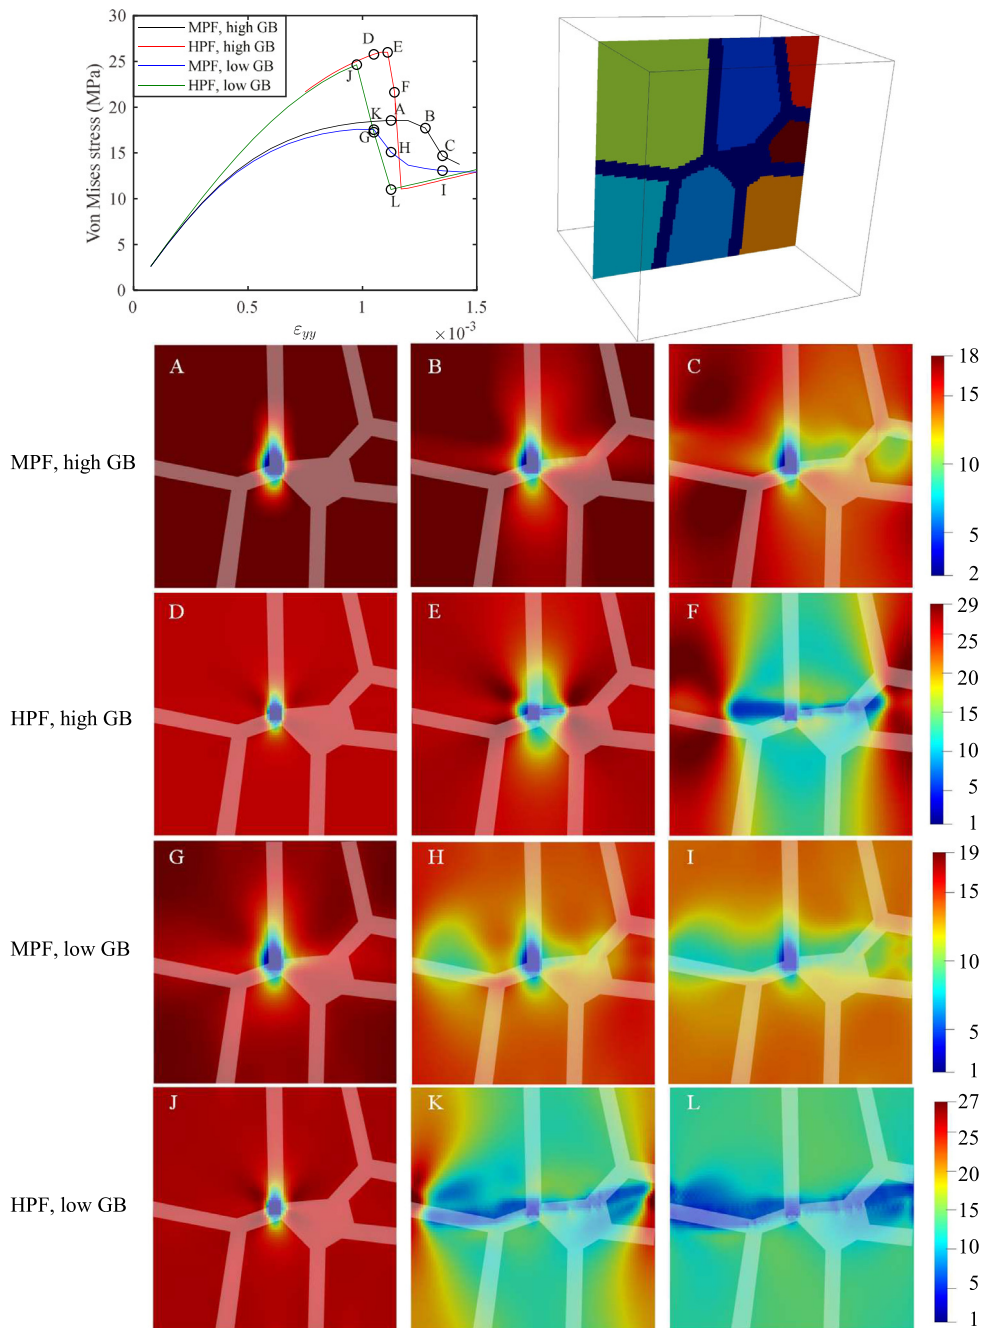 30
25
20
15
10
5
0
Von Mises stress (MPa)
MPF, high GB
HPF, high GB
MPF, low GB
HPF, low GB
D
E
J
F
A
K
B
G
H
C
I
L
0
0.5
1
1.5
εyy
×10-3
MPF, high GB
A
B
C
18
15
10
5
2
HPF, high GB
D
E
F
29
25
20
15
10
5
1
MPF, low GB
G
H
I
19
15
10
5
1
HPF, low GB
J
K
L
27
25
20
15
10
5
1